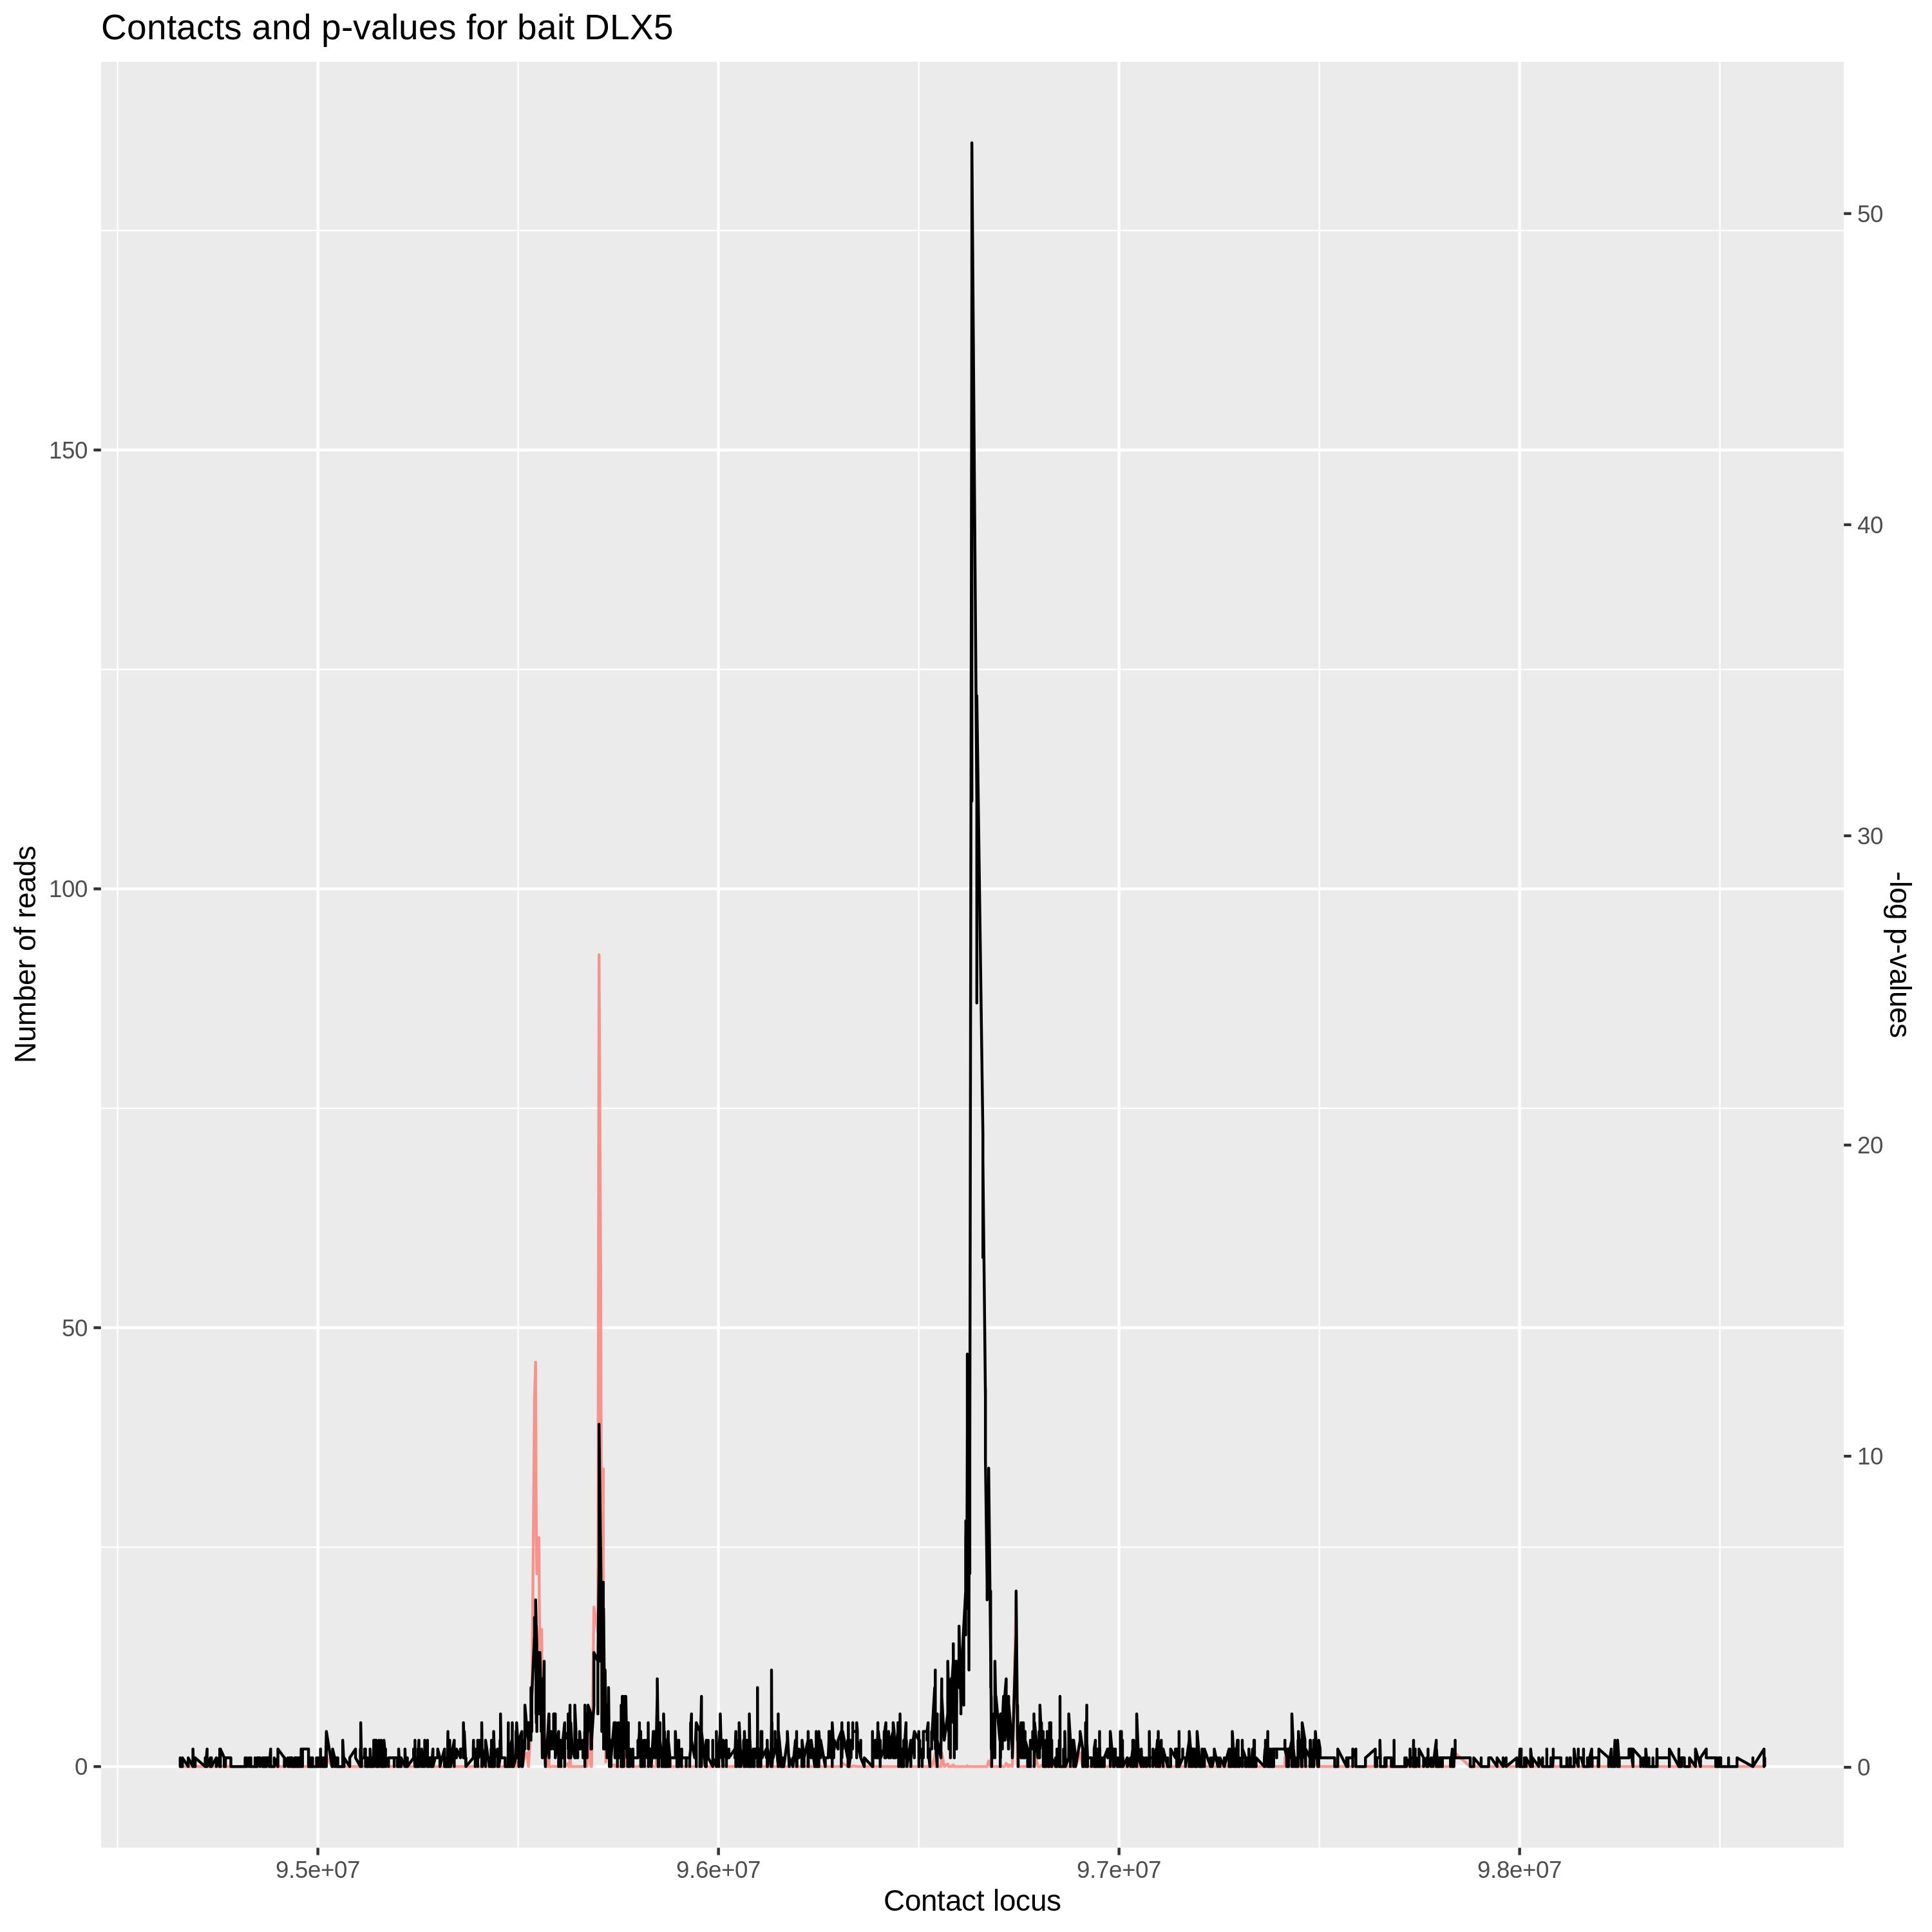 Contacts and p-values for bait DLX5
Number of reads
150
100
50
0
50
40
30
20
10
0
-log p-values
9.5e+07
9.6e+07
9.7e+07
9.8e+07
Contact locus